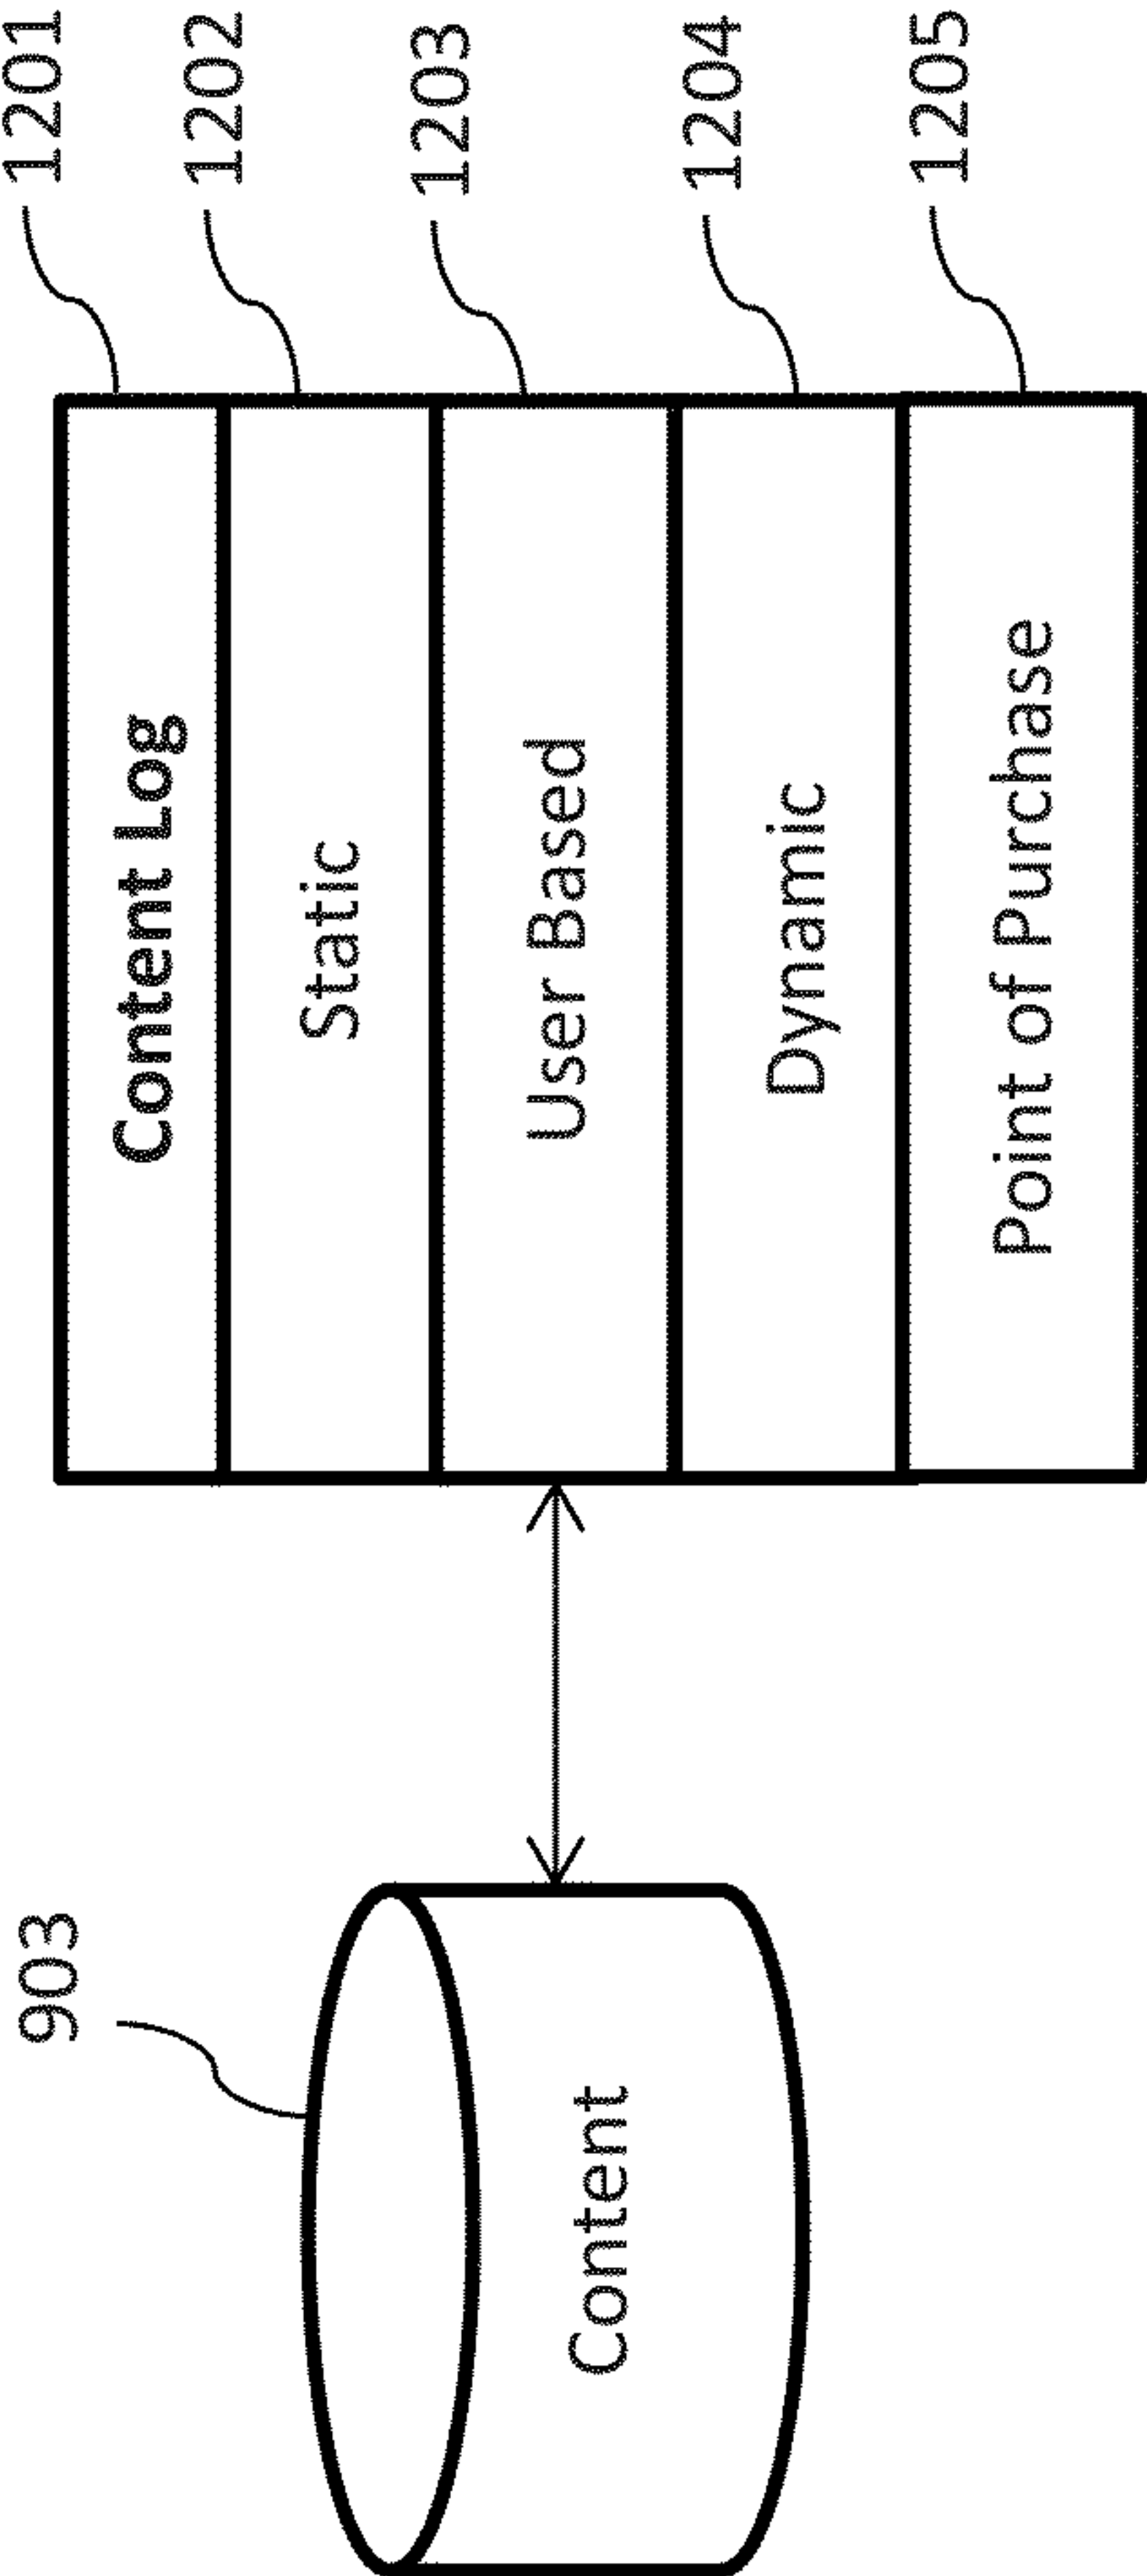 903
Content
Content Log
1201
Static
1202
User Based
1203
Dynamic
1204
Point of Purchase
1205